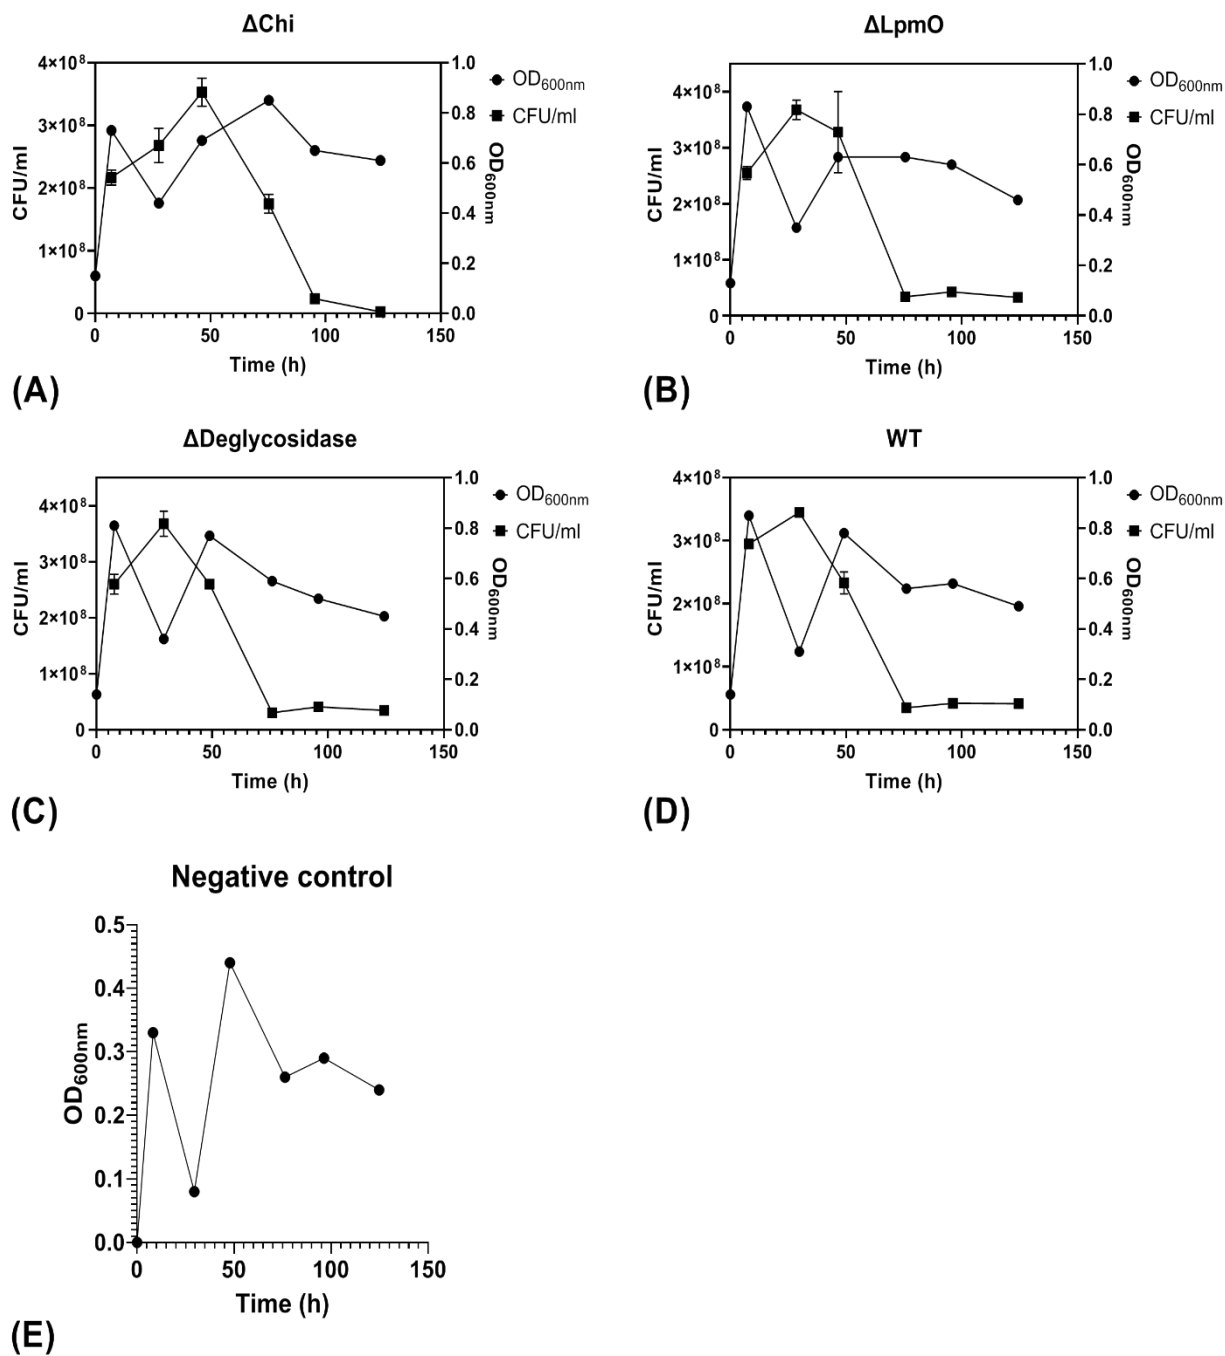 ΔChi
4×10⁸
3×10⁸
2×10⁸
1×10⁸
0
CFU/ml
1.0
0.8
0.6
0.4
0.2
0.0
OD600nm
0 50 100 150
Time (h)
OD600nm
CFU/ml
(A)
ΔLpmO
4×10⁸
3×10⁸
2×10⁸
1×10⁸
0
CFU/ml
1.0
0.8
0.6
0.4
0.2
0.0
OD600nm
0 50 100 150
Time (h)
OD600nm
CFU/ml
(B)
ΔDeglycosidase
4×10⁸
3×10⁸
2×10⁸
1×10⁸
0
CFU/ml
1.0
0.8
0.6
0.4
0.2
0.0
OD600nm
0 50 100 150
Time (h)
OD600nm
CFU/ml
(C)
WT
4×10⁸
3×10⁸
2×10⁸
1×10⁸
0
CFU/ml
1.0
0.8
0.6
0.4
0.2
0.0
OD600nm
0 50 100 150
Time (h)
OD600nm
CFU/ml
(D)
Negative control
0.5
0.4
0.3
0.2
0.1
0.0
OD600nm
0 50 100 150
Time (h)
(E)